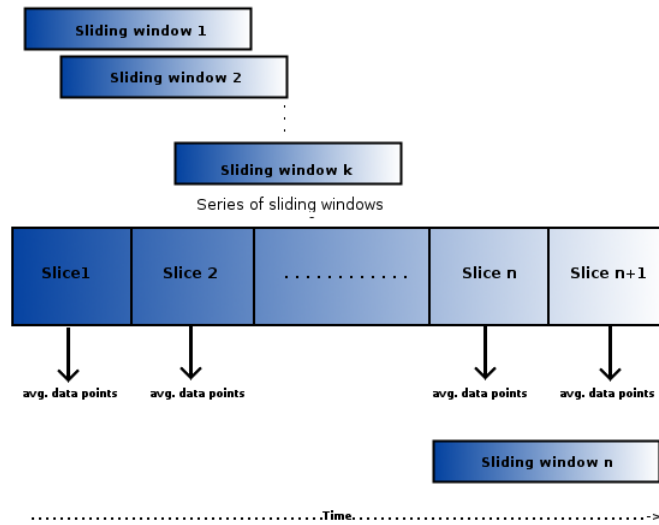 Sliding window 1
Sliding window 2
Sliding window k
Series of sliding windows
Slice1 Slice 2 . . . . . . . . . . . . Slice n Slice n+1
avg. data points avg. data points avg. data points avg. data points
Sliding window n
Time